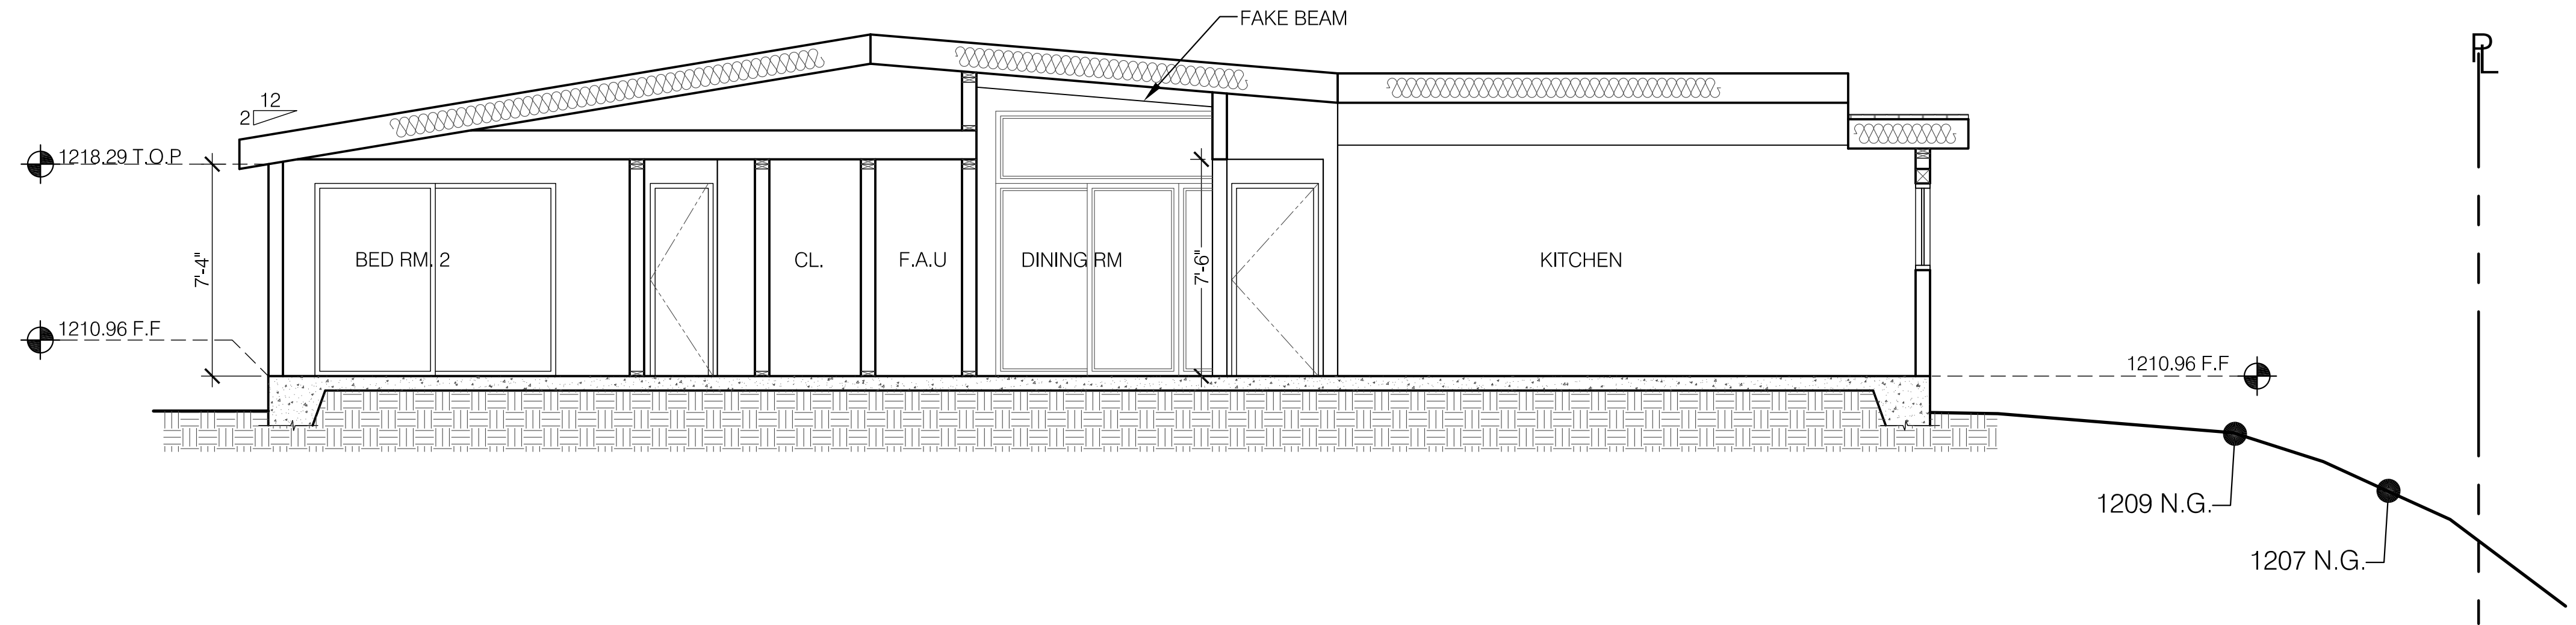 FAKE BEAM
PL
12
2
1218.29 T.O.P
7'-4"
7'-6"
BED RM. 2
CL.
F.A.U
DINING RM
KITCHEN
1210.96 F.F
1210.96 F.F
1209 N.G.
1207 N.G.